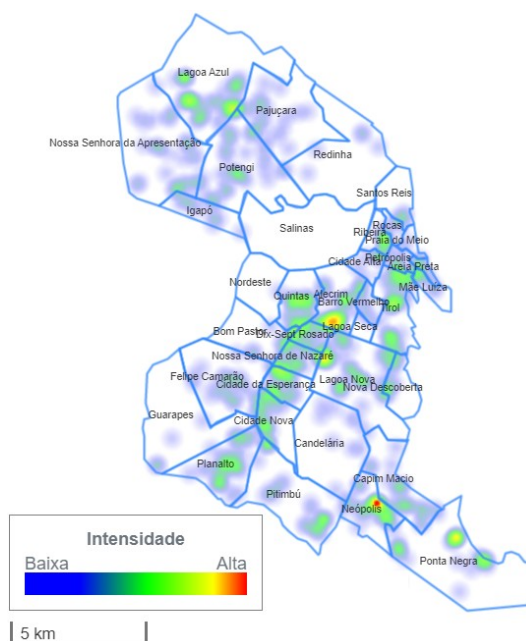 Lagoa Azul
Pajuçara
Nossa Senhora da Apresentação
Redinha
Potengi
Santos Reis
Igapó
Salinas
Rocas
Ribeira
Praia do Meio
Petrópolis
Cidade Alta
Areia Preta
Mãe Luiza
Nordeste
Quintas
Alecrim
Barro Vermelho
Tirol
Bom Pastor
Dix-Sept Rosado
Lagoa Seca
Nossa Senhora de Nazaré
Felipe Camarão
Lagoa Nova
Cidade da Esperança
Nova Descoberta
Guarapes
Cidade Nova
Candelária
Planalto
Capim Macio
Pitimbú
Neópolis
Ponta Negra
Intensidade
Baixa Alta
5 km